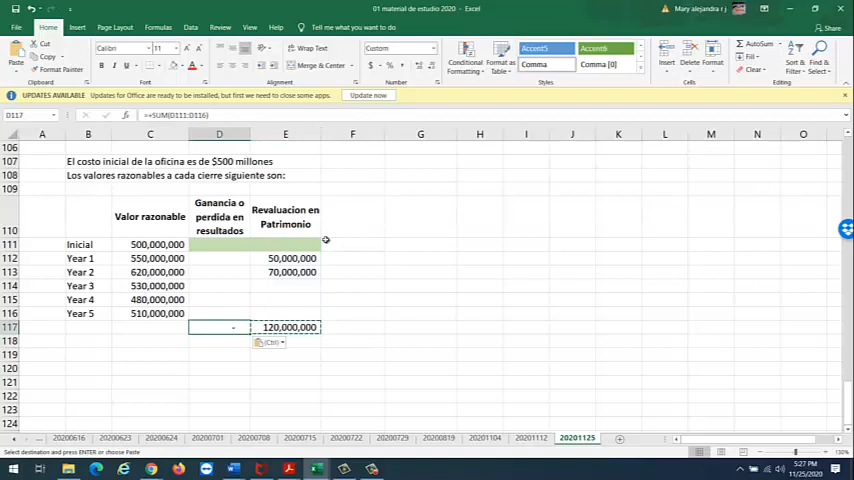 01 material de estudio 2020 - Excel
Mary alejandra r j
File Home Insert Page Layout Formulas Data Review View Help Tell me what you want to do
Paste
Cut
Copy
Format Painter
Clipboard
Calibri 11
B I U
Font
Wrap Text
Merge & Center
Alignment
Custom
$ % ,
Number
Conditional Formatting
Format as Table
Accent5 Accent6
Comma Comma [0]
Styles
Insert Delete Format
Cells
AutoSum
Fill
Clear
Sort & Filter
Find & Select
Editing
UPDATES AVAILABLE Updates for Office are ready to be installed, but first we need to close some apps. Update now
D117 fx =+SUM(D111:D116)
A B C D E F G H I J K L M N O
106
107 El costo inicial de la oficina es de $500 millones
108 Los valores razonables a cada cierre siguiente son:
109
110 Valor razonable Ganancia o perdida en resultados Revaluacion en Patrimonio
111 Inicial 500,000,000
112 Year 1 550,000,000 50,000,000
113 Year 2 620,000,000 70,000,000
114 Year 3 530,000,000
115 Year 4 480,000,000
116 Year 5 510,000,000
117 - 120,000,000
118 (Ctrl)
119
120
121
122
123
124
... 20200616 20200623 20200624 20200701 20200708 20200715 20200722 20200729 20200819 20201104 20201112 20201125
Select destination and press ENTER or choose Paste 130%
5:27 PM
11/25/2020